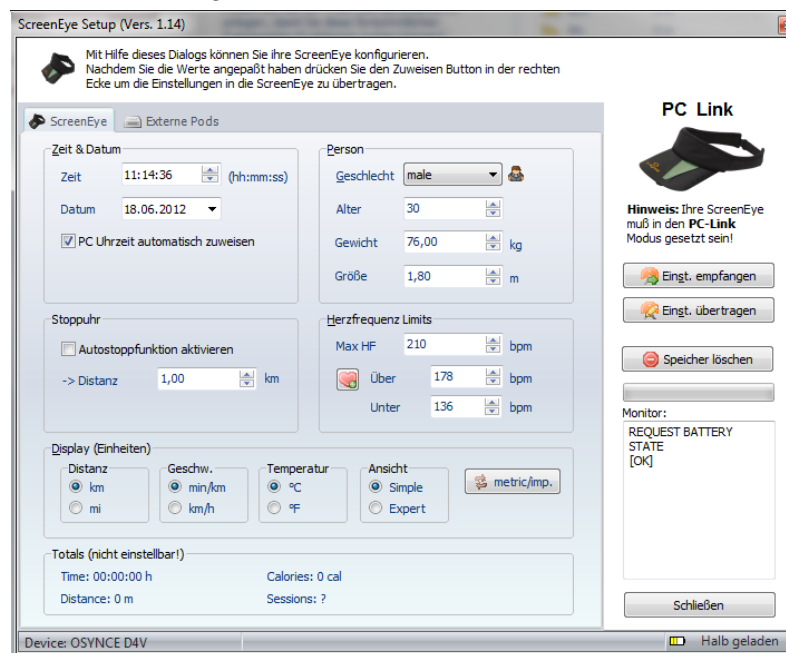 ScreenEye Setup (Vers. 1.14)
Mit Hilfe dieses Dialogs können Sie ihre ScreenEye konfigurieren.
Nachdem Sie die Werte angepaßt haben drücken Sie den Zuweisen Button in der rechten
Ecke um die Einstellungen in die ScreenEye zu übertragen.
ScreenEye
Externe Pods
Zeit & Datum
Zeit 11:14:36 (hh:mm:ss)
Datum 18.06.2012
PC Uhrzeit automatisch zuweisen
Person
Geschlecht male
Alter 30
Gewicht 76,00 kg
Größe 1,80 m
Stoppuhr
Autostoppfunktion aktivieren
-> Distanz 1,00 km
Herzfrequenz Limits
Max HF 210 bpm
Über 178 bpm
Unter 136 bpm
Display (Einheiten)
Distanz
km
mi
Geschw.
min/km
km/h
Temperatur
°C
°F
Ansicht
Simple
Expert
metric/imp.
Totals (nicht einstellbar!)
Time: 00:00:00 h
Calories: 0 cal
Distance: 0 m
Sessions: ?
PC Link
Hinweis: Ihre ScreenEye
muß in den PC-Link
Modus gesetzt sein!
Einst. empfangen
Einst. übertragen
Speicher löschen
Monitor:
REQUEST BATTERY
STATE
[OK]
Schließen
Device: OSYNCE D4V
Halb geladen